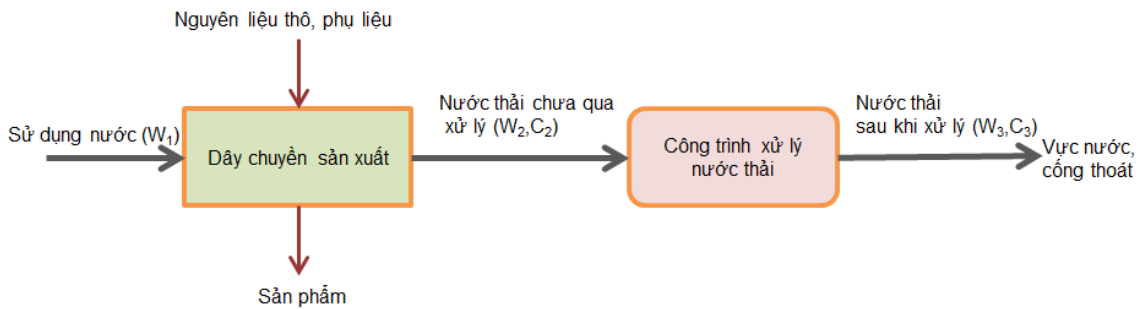 Nguyên liệu thô, phụ liệu
Sử dụng nước (W₁)
Dây chuyền sản xuất
Nước thải chưa qua
xử lý (W₂,C₂)
Công trình xử lý
nước thải
Nước thải
sau khi xử lý (W₃,C₃)
Vực nước,
cống thoát
Sản phẩm